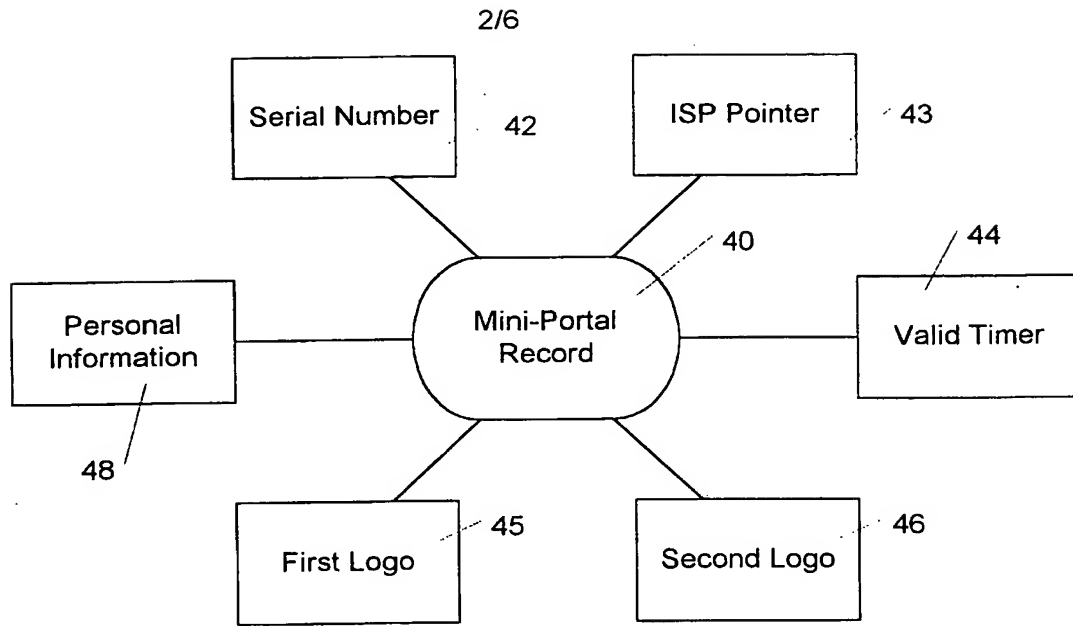 2/6
Serial Number
42
ISP Pointer
43
40
44
Personal
Information
48
Mini-Portal
Record
Valid Timer
First Logo
45
Second Logo
46